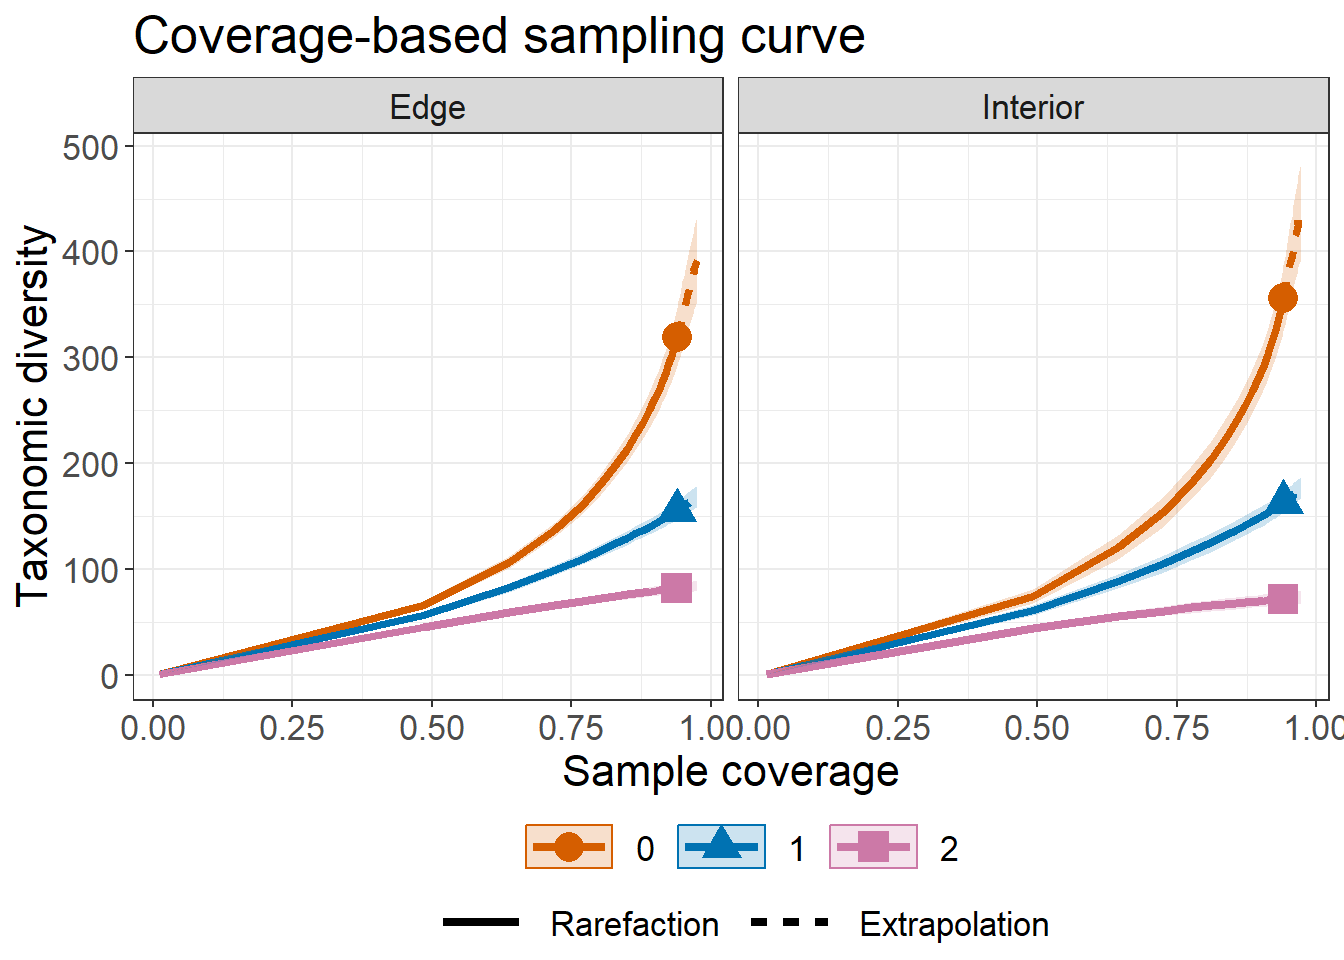 Coverage-based sampling curve
Edge
Interior
Taxonomic diversity
500
400
300
200
100
0
0.00 0.25 0.50 0.75 1.00
0.00 0.25 0.50 0.75 1.00
Sample coverage
0 1 2
Rarefaction Extrapolation